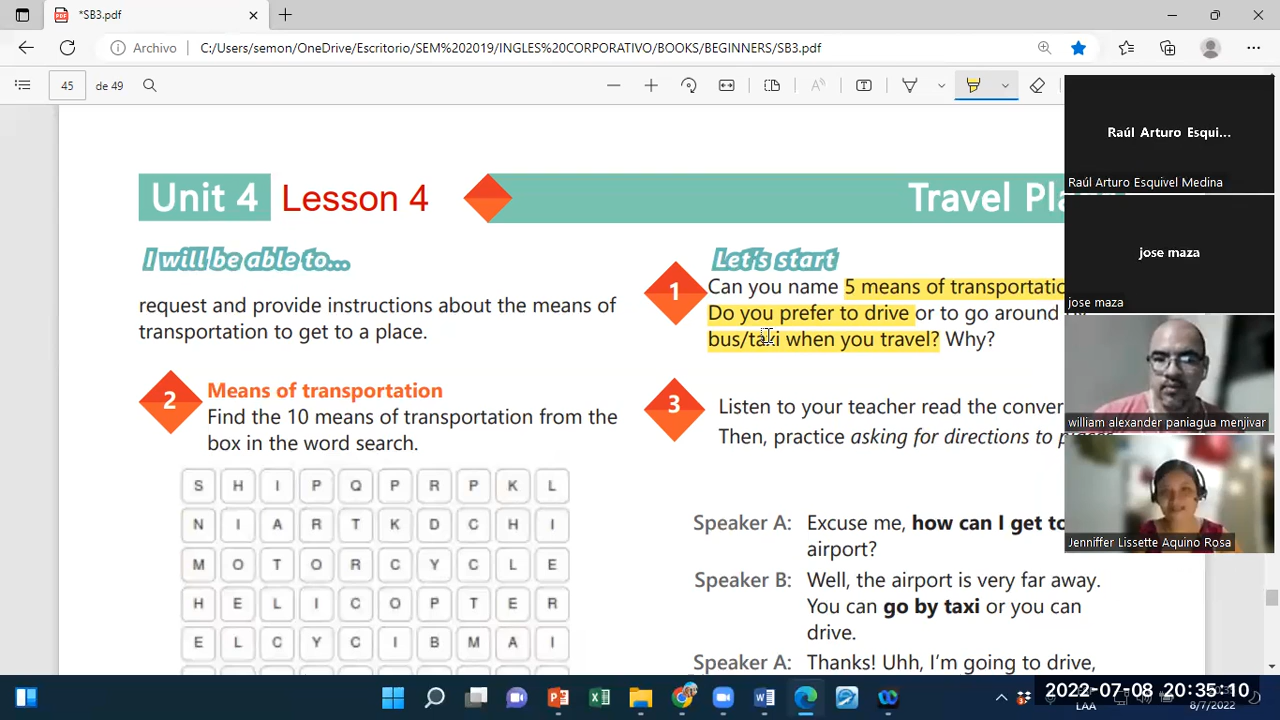 *SB3.pdf
Archivo
C:/Users/semon/OneDrive/Escritorio/SEM%202019/INGLES%20CORPORATIVO/BOOKS/BEGINNERS/SB3.pdf
45 de 49
Unit 4 Lesson 4
I will be able to...
request and provide instructions about the means of
transportation to get to a place.
2 Means of transportation
Find the 10 means of transportation from the
box in the word search.
S H I P Q P R P K L
N I A R T K D C H I
M O T O R C Y C L E
H E L I C O P T E R
E L C Y C I B M A I
Travel
Let's start
1 Can you name 5 means of
Do you prefer to drive or to go around
bus/taxi when you travel? Why?
3 Listen to your teacher read the
Then, practice asking for directions to
Speaker A: Excuse me, how can I get to
airport?
Speaker B: Well, the airport is very far away.
You can go by taxi or you can
drive.
Speaker A: Thanks! Uhh, I'm going to drive,
Raúl Arturo Esqui...
Raúl Arturo Esquivel Medina
jose maza
jose maza
william alexander paniagua menjivar
Jenniffer Lissette Aquino Rosa
LAA
2022-07-08 20:35:10
8/7/2022